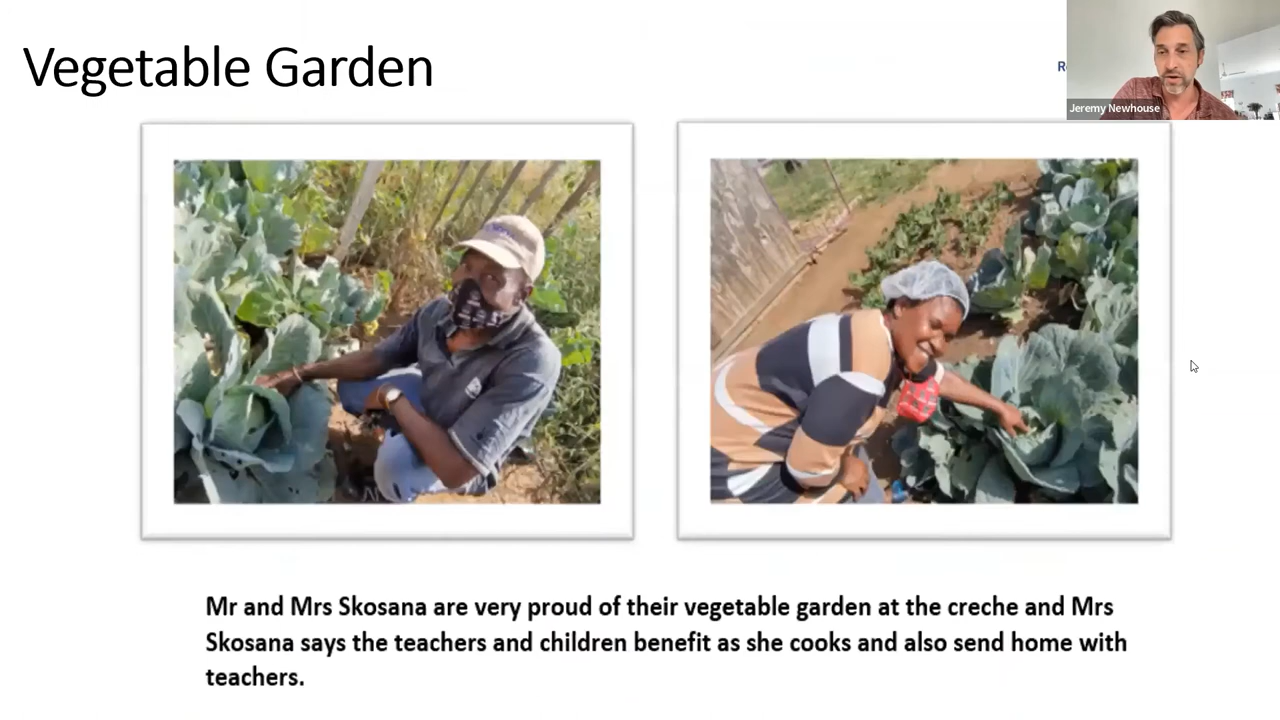 Vegetable Garden
Jeremy Newhouse
Mr and Mrs Skosana are very proud of their vegetable garden at the creche and Mrs
Skosana says the teachers and children benefit as she cooks and also send home with
teachers.